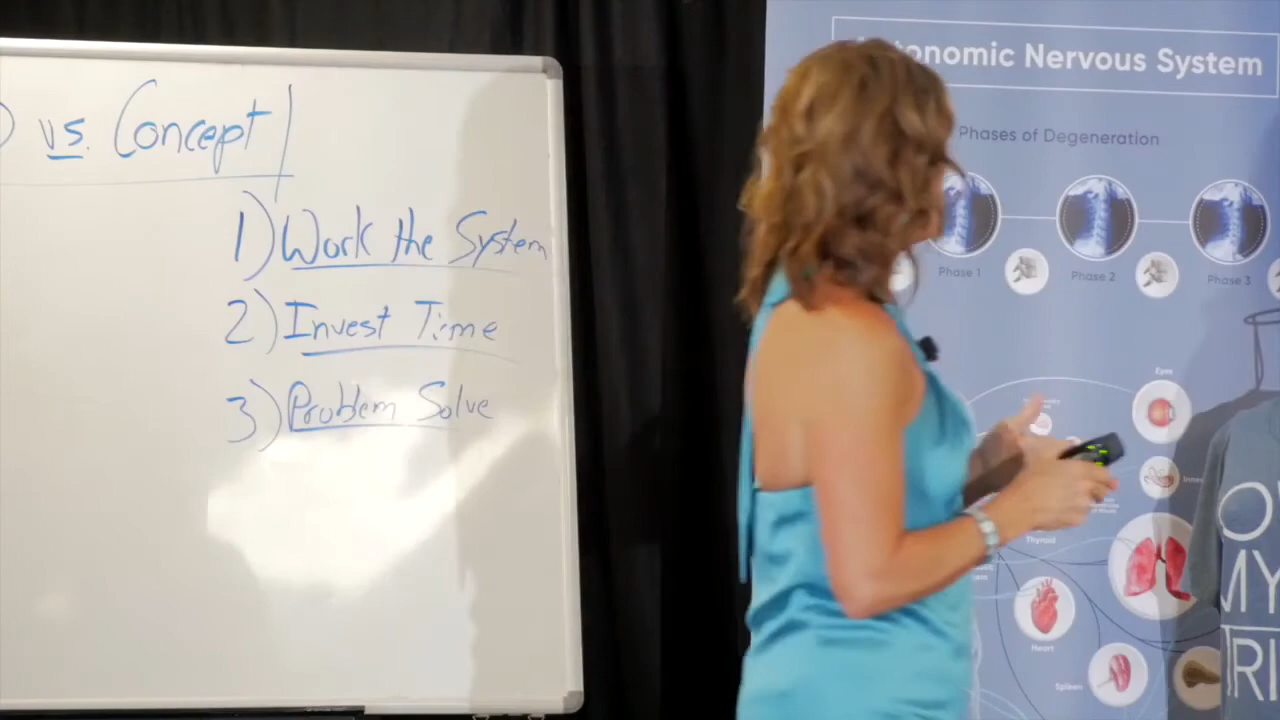 vs. Concept
1) Work the System
2) Invest Time
3) Problem Solve
Nervous System
Phases of Degeneration
Phase 1
Phase 2
Phase 3
Eyes
Thyroid
Heart
Spleen
MY